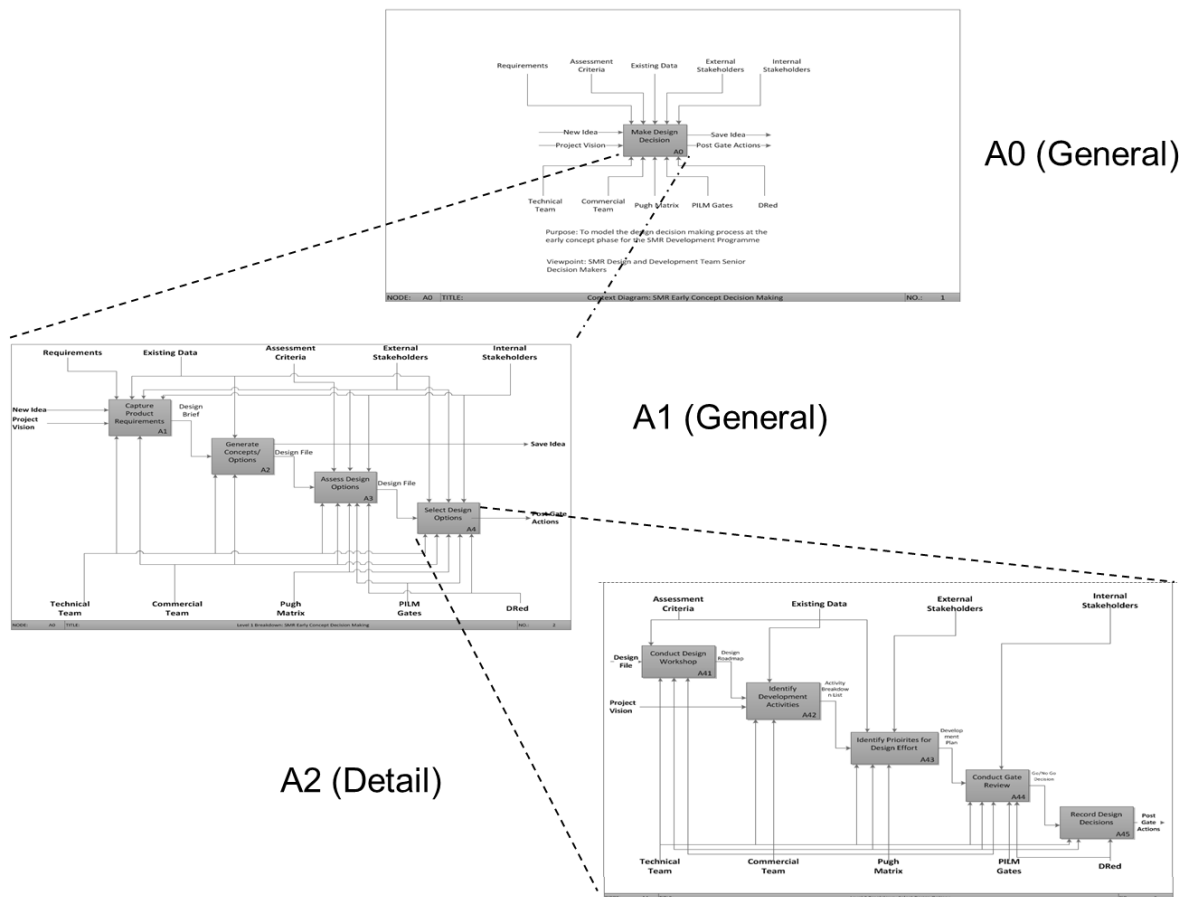 Requirements
Assessment
Criteria
Existing Data
External
Stakeholders
Internal
Stakeholders
New Idea
Project Vision
Make Design
Decision
A0
Save Idea
Post Gate Actions
Technical
Team
Commercial
Team
Pugh Matrix
PILM Gates
DRed
Purpose: To model the design decision making process at the
early concept phase for the SMR Development Programme
Viewpoint: SMR Design and Development Team Senior
Decision Makers
NODE: A0 TITLE: Context Diagram: SMR Early Concept Decision Making NO.: 1
A0 (General)
Requirements
Existing Data
Assessment
Criteria
External
Stakeholders
Internal
Stakeholders
New Idea
Project
Vision
Capture
Product
Requirements
A1
Design
Brief
Generate
Concepts/
Options
A2
Design File
Save Idea
Assess Design
Options
A3
Design File
Select Design
Options
A4
Post Gate
Actions
Technical
Team
Commercial
Team
Pugh
Matrix
PILM
Gates
DRed
NODE: A0 TITLE: Level 1 Breakdown: SMR Early Concept Decision Making NO.: 2
A1 (General)
Assessment
Criteria
Existing Data
External
Stakeholders
Internal
Stakeholders
Design
File
Conduct Design
Workshop
A41
Design
Roadmap
Project
Vision
Identify
Development
Activities
A42
Activity
Breakdow
n List
Identify Prioirites for
Design Effort
A43
Develop
ment
Plan
Conduct Gate
Review
A44
Go/No Go
Decision
Record Design
Decisions
A45
Post
Gate
Actions
Technical
Team
Commercial
Team
Pugh
Matrix
PILM
Gates
DRed
A2 (Detail)